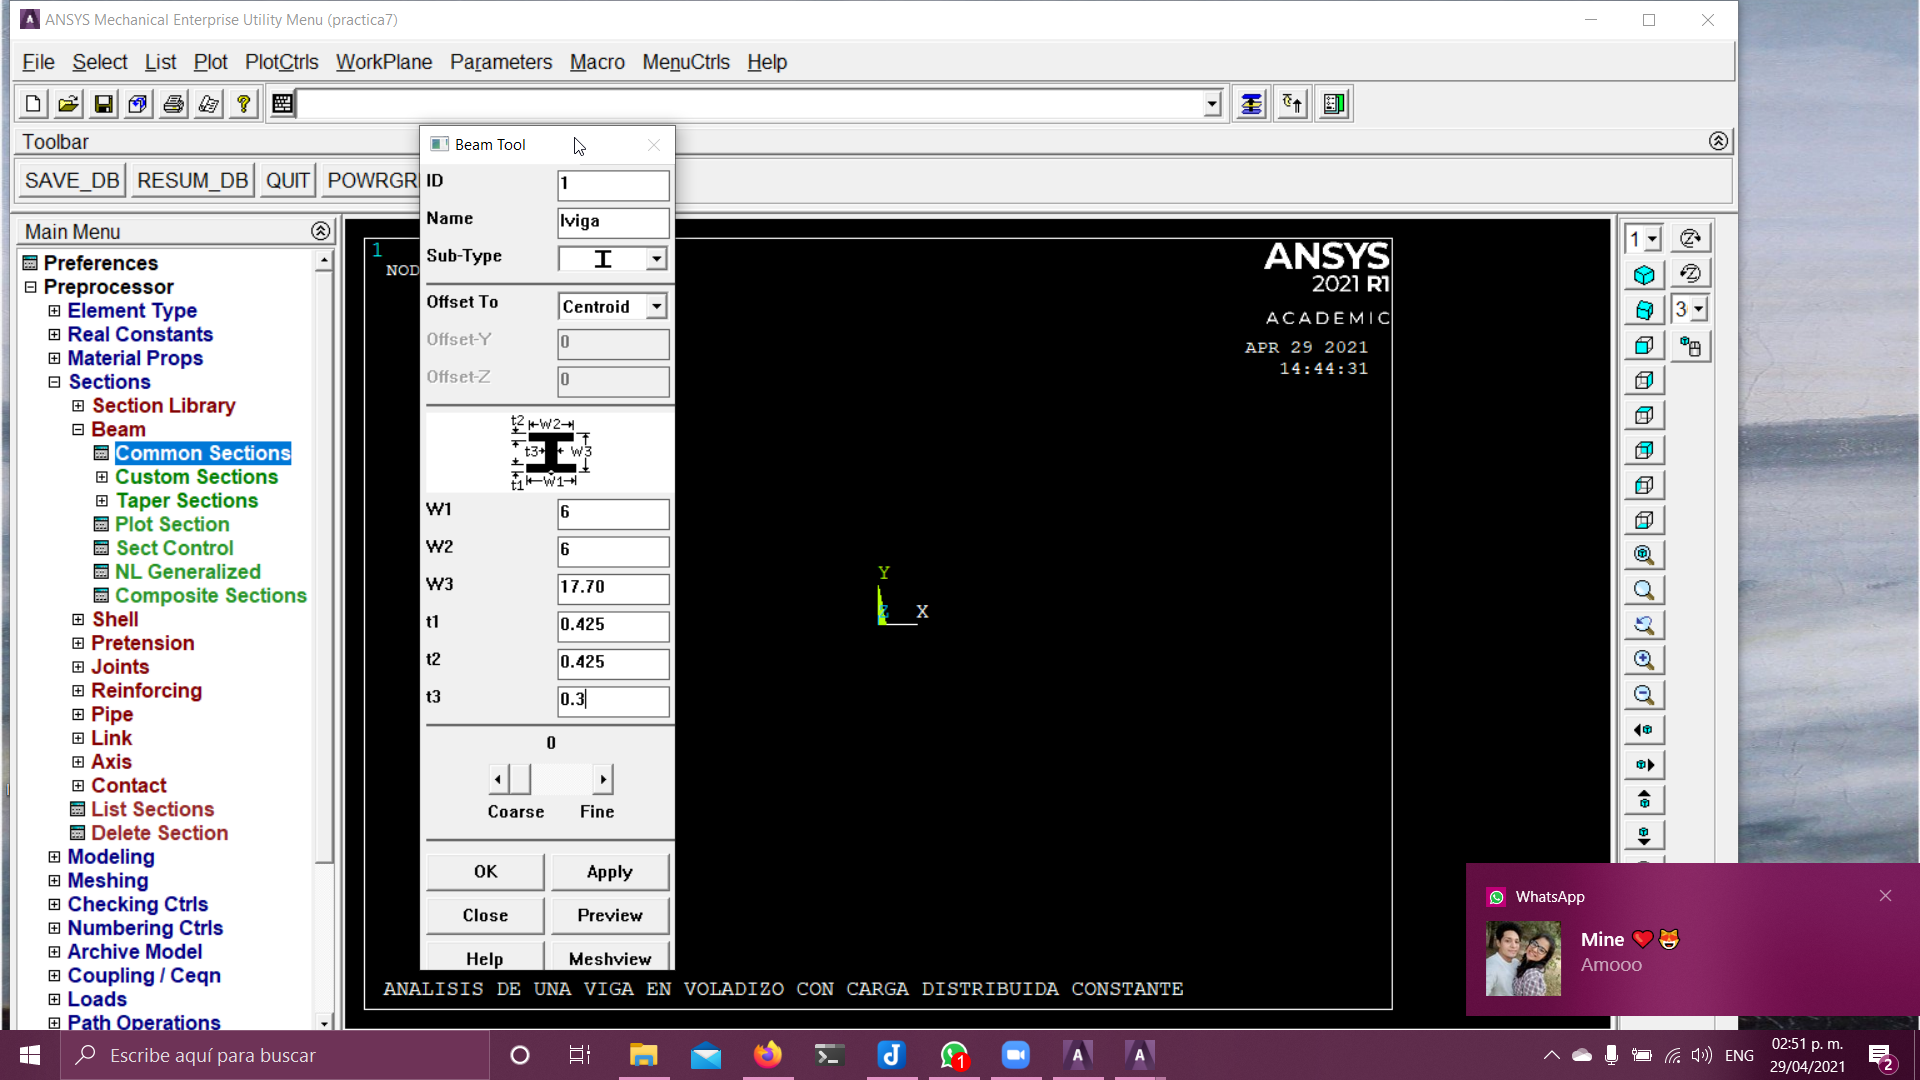 ANSYS Mechanical Enterprise Utility Menu (practica7)
File Select List Plot PlotCtrls WorkPlane Parameters Macro MenuCtrls Help
Toolbar
SAVE_DB RESUM_DB QUIT POWRGR
Main Menu
Preferences
Preprocessor
Element Type
Real Constants
Material Props
Sections
Section Library
Beam
Common Sections
Custom Sections
Taper Sections
Plot Section
Sect Control
NL Generalized
Composite Sections
Shell
Pretension
Joints
Reinforcing
Pipe
Link
Axis
Contact
List Sections
Delete Section
Modeling
Meshing
Checking Ctrls
Numbering Ctrls
Archive Model
Coupling / Ceqn
Loads
Path Operations
Beam Tool
ID 1
Name Iviga
Sub-Type
Offset To Centroid
Offset-Y 0
Offset-Z 0
t2 W2
t3 W3
t1 W1
W1 6
W2 6
W3 17.70
t1 0.425
t2 0.425
t3 0.3
0
Coarse Fine
OK Apply
Close Preview
Help Meshview
1
NOD
ANSYS
2021 R1
ACADEMIC
APR 29 2021
14:44:31
Y
Z X
ANALISIS DE UNA VIGA EN VOLADIZO CON CARGA DISTRIBUIDA CONSTANTE
1
3
WhatsApp
Mine ❤️😻
Amooo
Escribe aquí para buscar
1
ENG
02:51 p. m.
29/04/2021
2